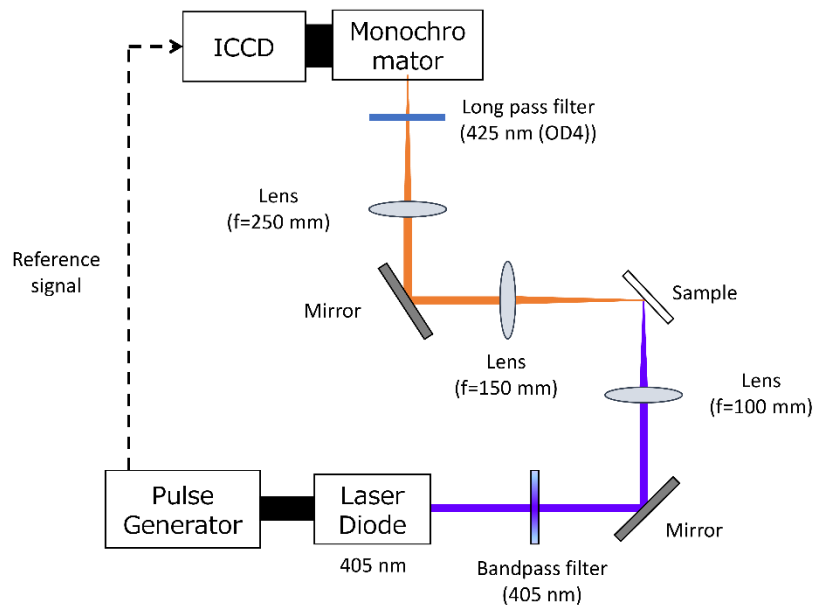 ICCD
Monochro
mator
Long pass filter
(425 nm (OD4))
Lens
(f=250 mm)
Reference
signal
Mirror
Sample
Lens
(f=150 mm)
Lens
(f=100 mm)
Pulse
Generator
Laser
Diode
405 nm
Bandpass filter
(405 nm)
Mirror